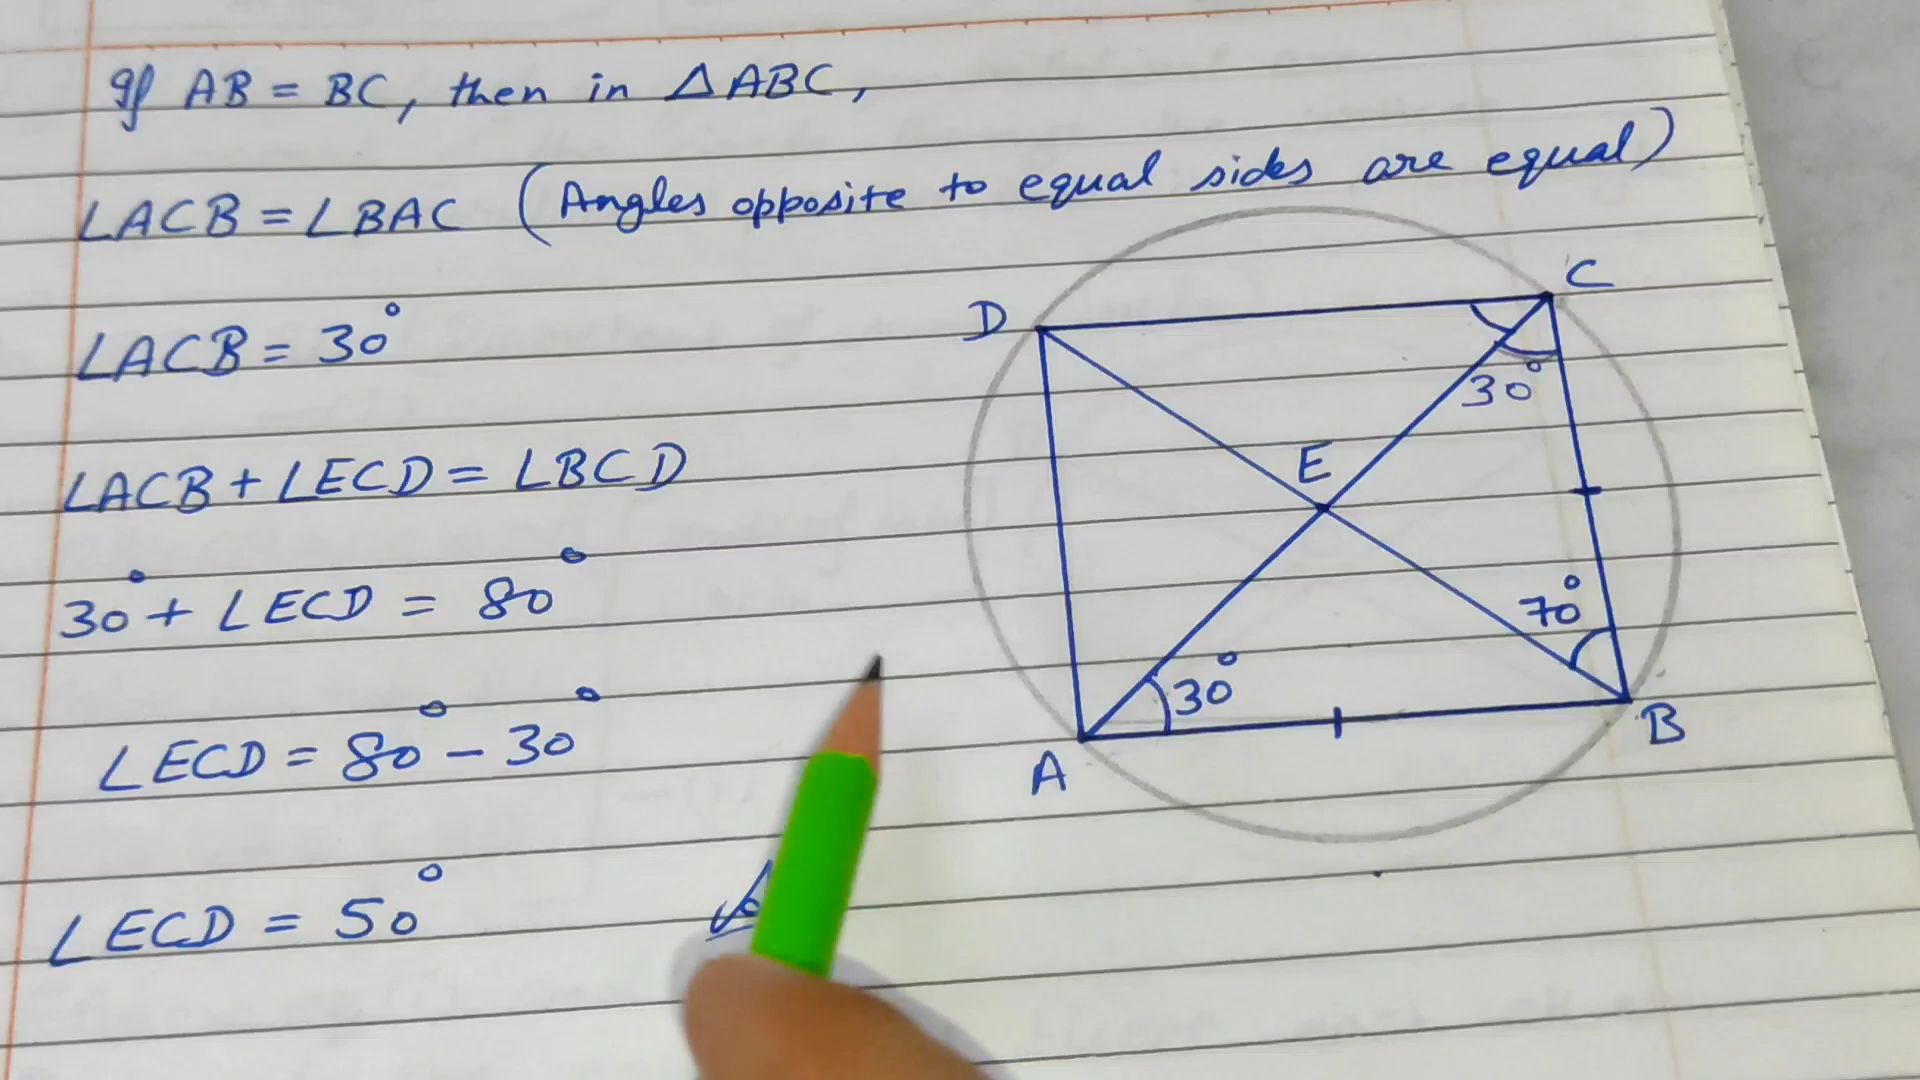 If AB = BC, then in △ABC,
∠ACB = ∠BAC (Angles opposite to equal sides are equal)
∠ACB = 30°
∠ACB + ∠ECD = ∠BCD
30° + ∠ECD = 80°
∠ECD = 80° - 30°
∠ECD = 50°
D
C
30°
E
70°
30°
A
B